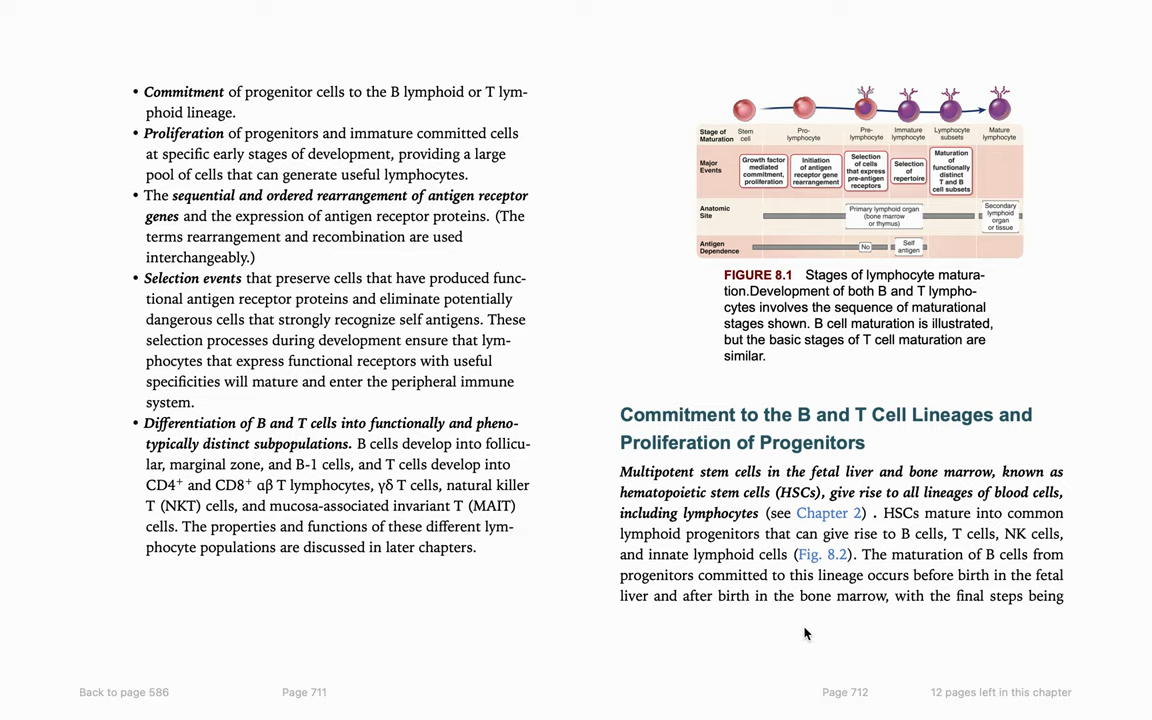 • Commitment of progenitor cells to the B lymphoid or T lym-
phoid lineage.
• Proliferation of progenitors and immature committed cells
at specific early stages of development, providing a large
pool of cells that can generate useful lymphocytes.
• The sequential and ordered rearrangement of antigen receptor
genes and the expression of antigen receptor proteins. (The
terms rearrangement and recombination are used
interchangeably.)
• Selection events that preserve cells that have produced func-
tional antigen receptor proteins and eliminate potentially
dangerous cells that strongly recognize self antigens. These
selection processes during development ensure that lym-
phocytes that express functional receptors with useful
specificities will mature and enter the peripheral immune
system.
• Differentiation of B and T cells into functionally and pheno-
typically distinct subpopulations. B cells develop into follicu-
lar, marginal zone, and B-1 cells, and T cells develop into
CD4⁺ and CD8⁺ αβ T lymphocytes, γδ T cells, natural killer
T (NKT) cells, and mucosa-associated invariant T (MAIT)
cells. The properties and functions of these different lym-
phocyte populations are discussed in later chapters.
Back to page 586
Page 711
Stage of
Maturation
Stem
cell
Pro-
lymphocyte
Pre-
lymphocyte
Immature
lymphocyte
Lymphocyte
subsets
Mature
lymphocyte
Major
Events
Growth factor
mediated
commitment,
proliferation
Initiation
of antigen
receptor gene
rearrangement
Selection
of cells
that express
pre-antigen
receptors
Selection
of
repertoire
Maturation
of
functionally
distinct
T and B
cell subsets
Anatomic
Site
Primary lymphoid organ
(bone marrow
or thymus)
Secondary
lymphoid
organ
or tissue
Antigen
Dependence
No
Self
antigen
FIGURE 8.1 Stages of lymphocyte matura-
tion.Development of both B and T lympho-
cytes involves the sequence of maturational
stages shown. B cell maturation is illustrated,
but the basic stages of T cell maturation are
similar.
Commitment to the B and T Cell Lineages and
Proliferation of Progenitors
Multipotent stem cells in the fetal liver and bone marrow, known as
hematopoietic stem cells (HSCs), give rise to all lineages of blood cells,
including lymphocytes (see Chapter 2) . HSCs mature into common
lymphoid progenitors that can give rise to B cells, T cells, NK cells,
and innate lymphoid cells (Fig. 8.2). The maturation of B cells from
progenitors committed to this lineage occurs before birth in the fetal
liver and after birth in the bone marrow, with the final steps being
Page 712
12 pages left in this chapter